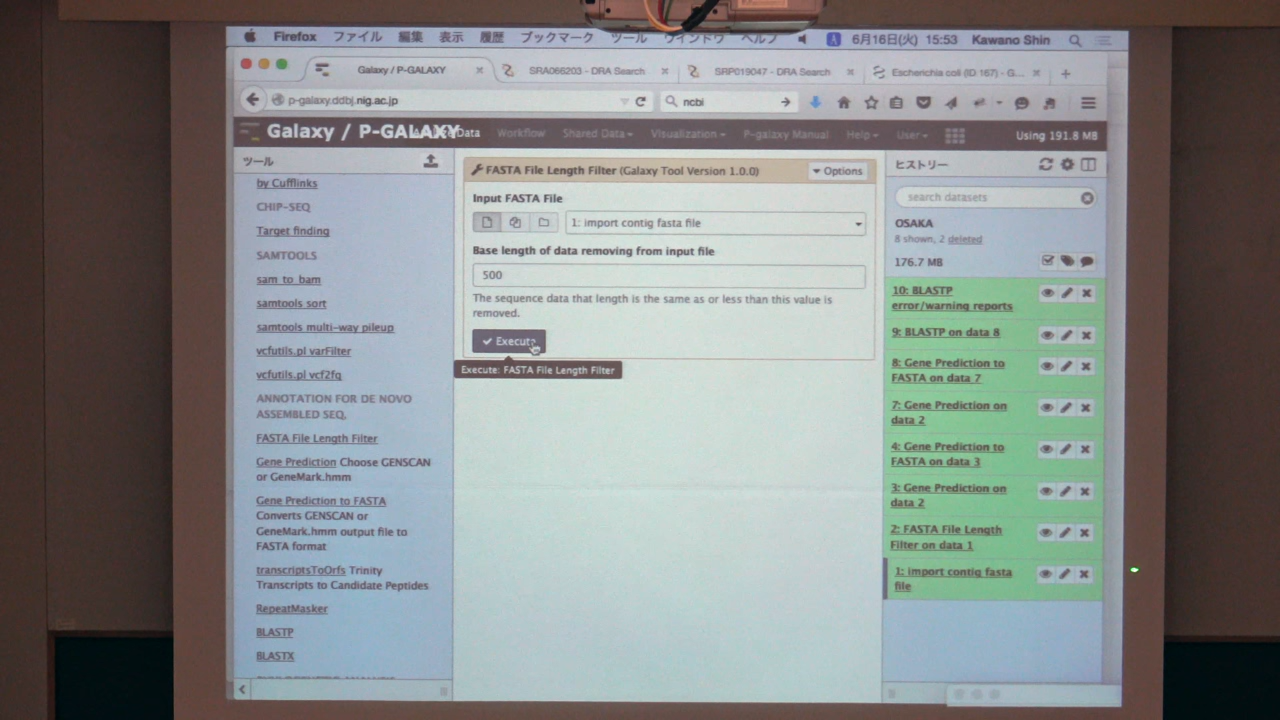 Firefox ファイル 編集 表示 履歴 ブックマーク ツール ウインドウ ヘルプ 6月16日(火) 15:53 Kawano Shin
Galaxy / P-GALAXY SRA066203 - DRA Search SRP019047 - DRA Search Escherichia coli (ID 167) - G...
p-galaxy.ddbj.nig.ac.jp ncbi
Galaxy / P-GALAXY Data Workflow Shared Data Visualization P-galaxy Manual Help User Using 191.8 MB
ツール
by Cufflinks
CHIP-SEQ
Target finding
SAMTOOLS
sam to bam
samtools sort
samtools multi-way pileup
vcfutils.pl varFilter
vcfutils.pl vcf2fq
ANNOTATION FOR DE NOVO
ASSEMBLED SEQ.
FASTA File Length Filter
Gene Prediction Choose GENSCAN
or GeneMark.hmm
Gene Prediction to FASTA
Converts GENSCAN or
GeneMark.hmm output file to
FASTA format
transcriptsToOrfs Trinity
Transcripts to Candidate Peptides
RepeatMasker
BLASTP
BLASTX
FASTA File Length Filter (Galaxy Tool Version 1.0.0)
Options
Input FASTA File
1: import contig fasta file
Base length of data removing from input file
500
The sequence data that length is the same as or less than this value is
removed.
Execute
Execute: FASTA File Length Filter
ヒストリー
search datasets
OSAKA
8 shown, 2 deleted
176.7 MB
10: BLASTP
error/warning reports
9: BLASTP on data 8
8: Gene Prediction to
FASTA on data 7
7: Gene Prediction on
data 2
4: Gene Prediction to
FASTA on data 3
3: Gene Prediction on
data 2
2: FASTA File Length
Filter on data 1
1: import contig fasta
file